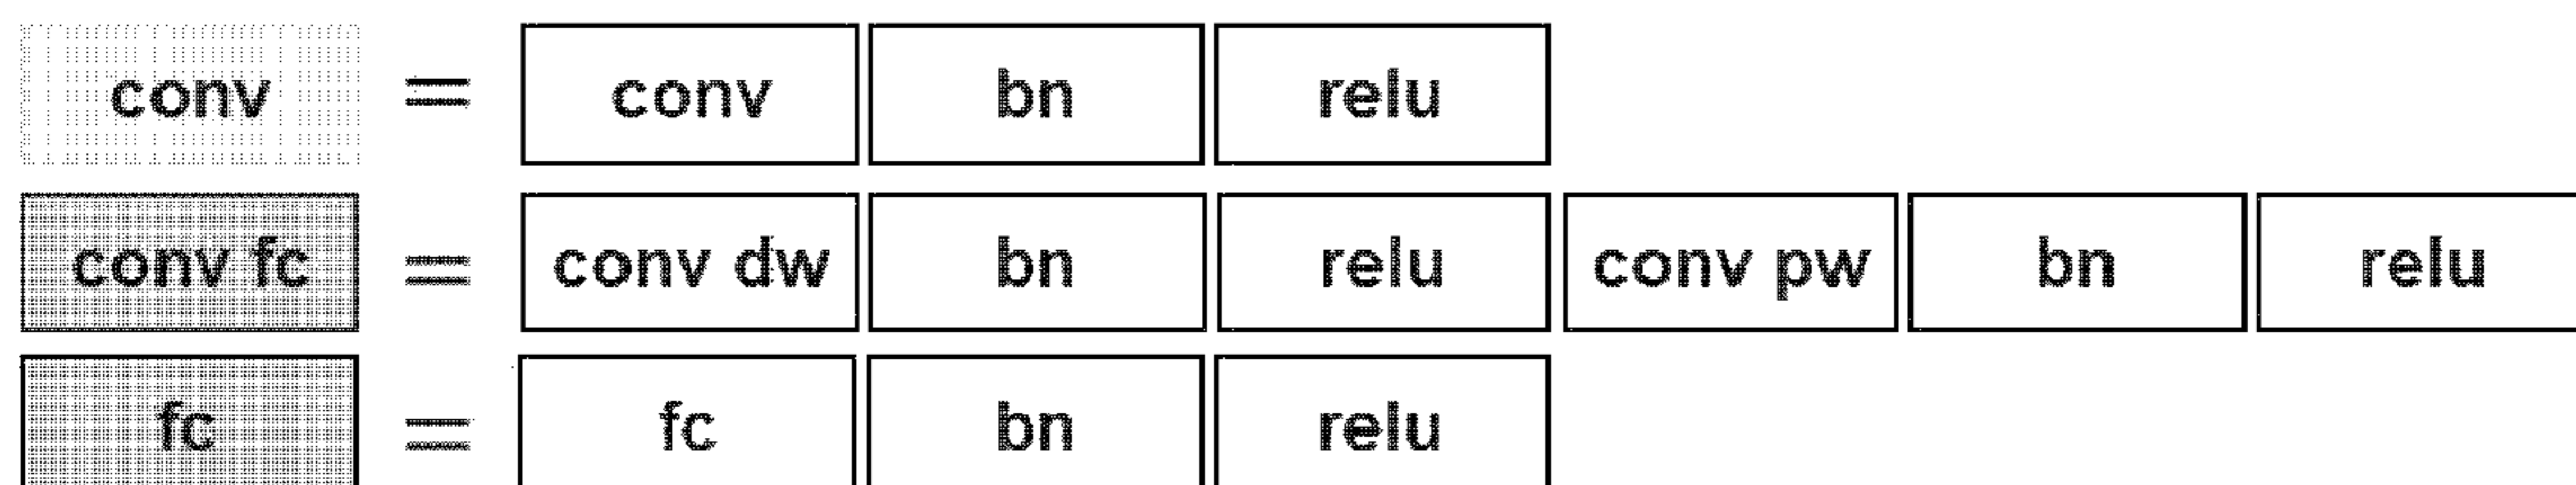 conv = conv bn relu
conv fc = conv dw bn relu conv pw bn relu
fc = fc bn relu